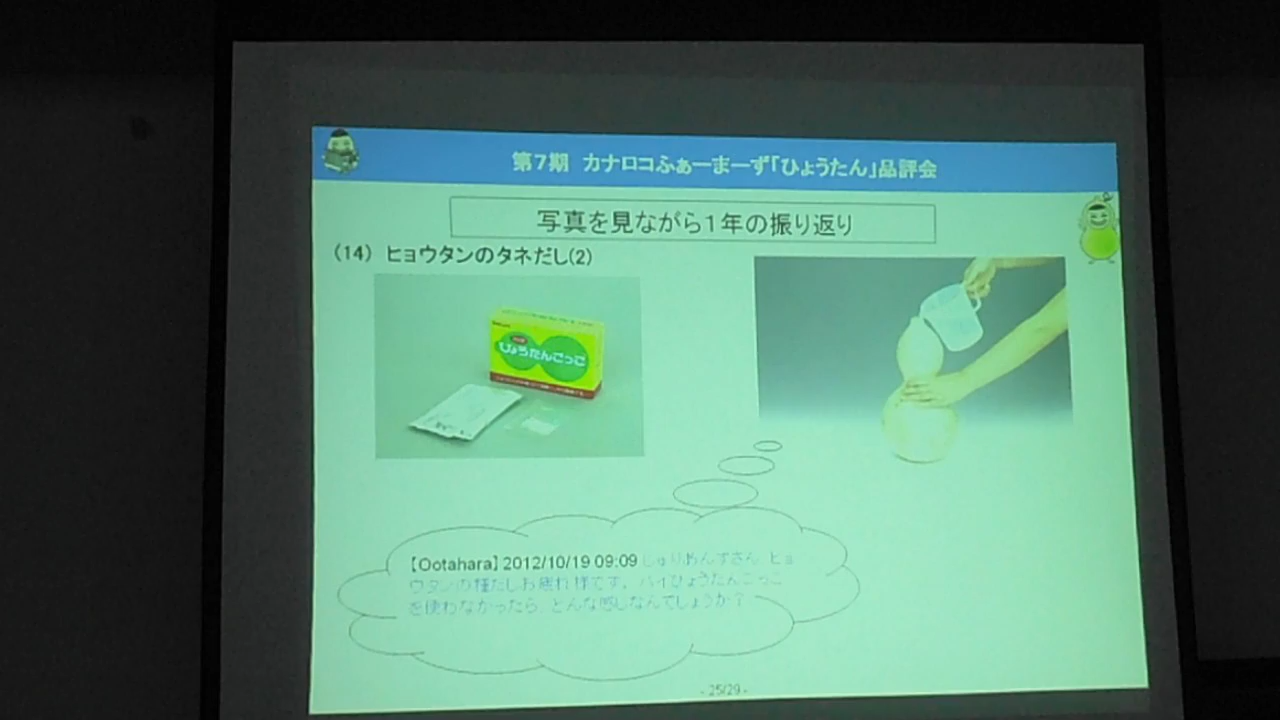 第7期 カナロコふぁーまーず「ひょうたん」品評会
写真を見ながら1年の振り返り
(14) ヒョウタンのタネだし(2)
ひょうたんごっこ
【Ootahara】2012/10/19 09:09 じゅりあんずさん、ヒョ
ウタンの種だしお疲れ様です。バイひょうたんごっこ
を使わなかったら、どんな感じなんでしょうか?
- 25/29 -